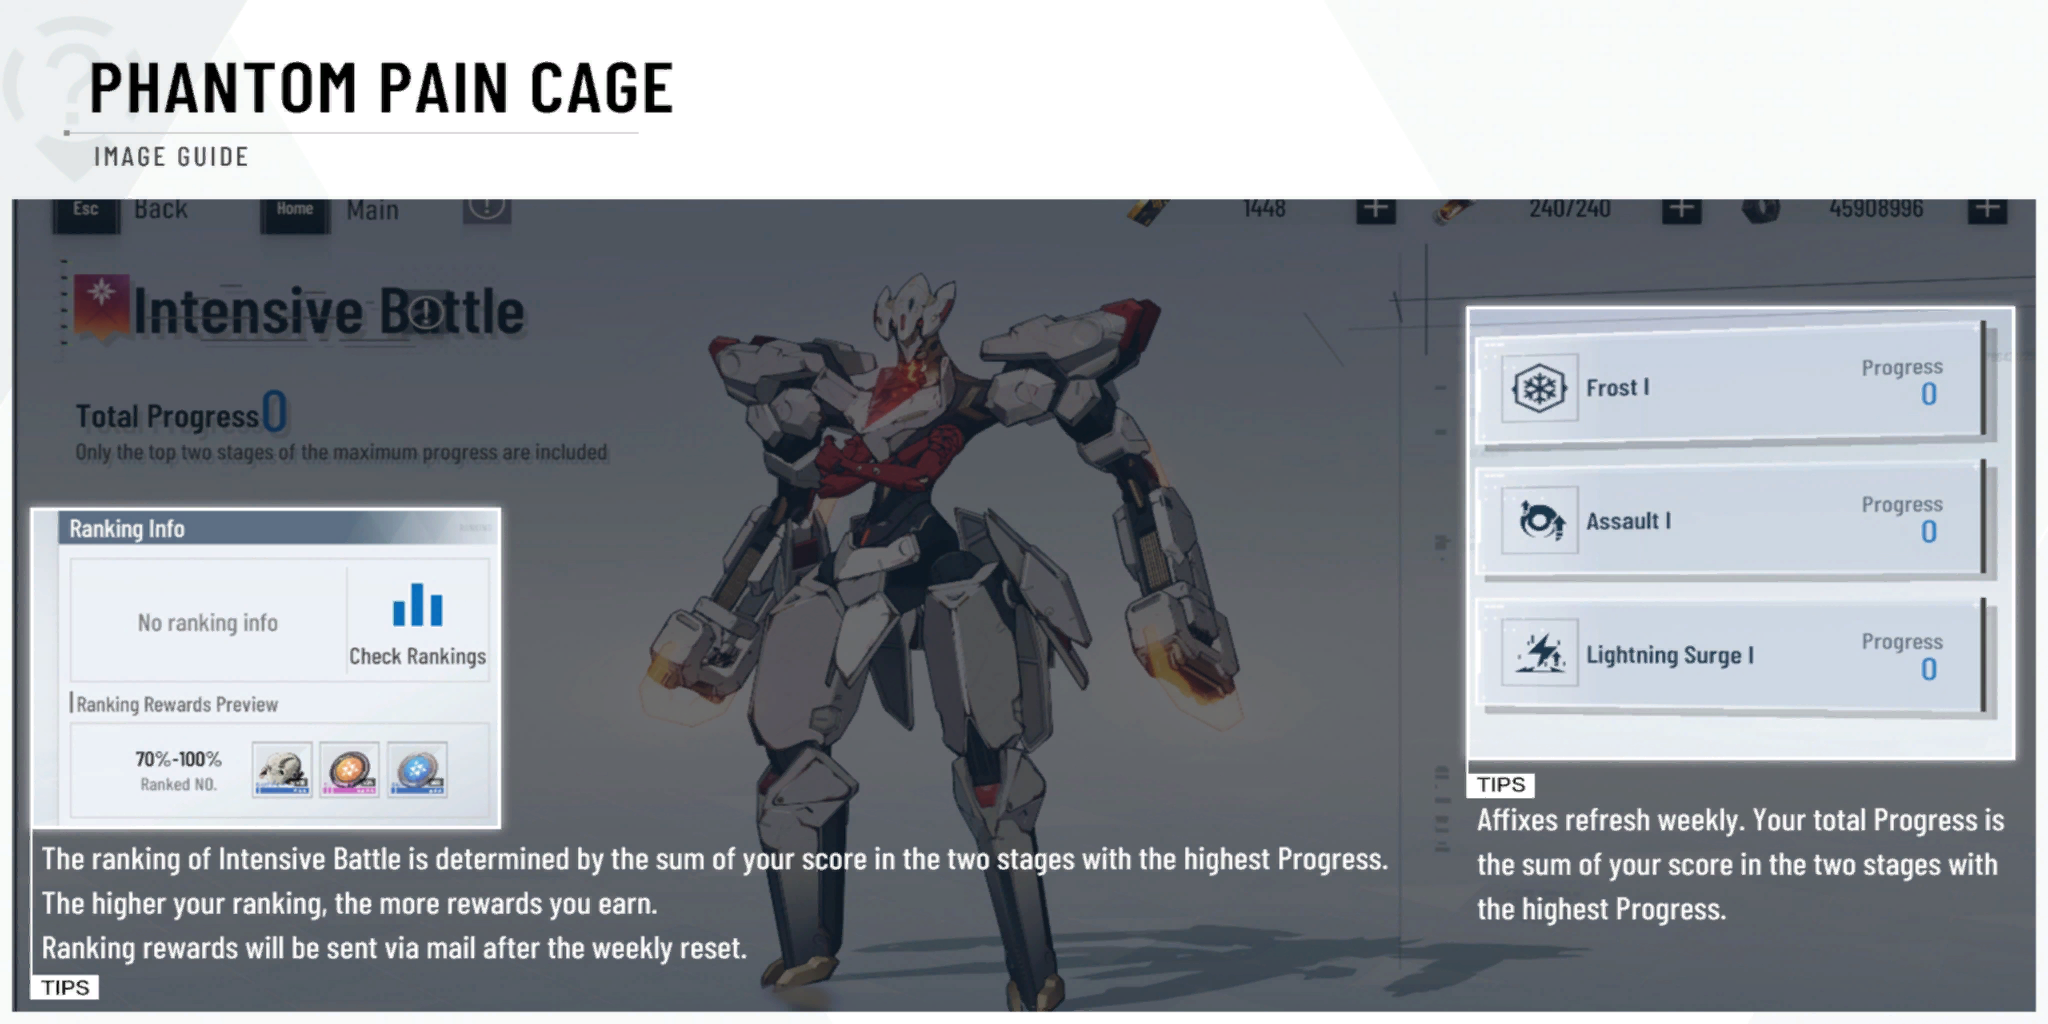 PHANTOM PAIN CAGE
IMAGE GUIDE
Esc Back Home Main 1448 240/240 45908996
Intensive Battle
Total Progress 0
Only the top two stages of the maximum progress are included
Ranking Info
No ranking info
Check Rankings
Ranking Rewards Preview
70%-100%
Ranked NO.
The ranking of Intensive Battle is determined by the sum of your score in the two stages with the highest Progress.
The higher your ranking, the more rewards you earn.
Ranking rewards will be sent via mail after the weekly reset.
TIPS
Frost I
Progress
0
Assault I
Progress
0
Lightning Surge I
Progress
0
TIPS
Affixes refresh weekly. Your total Progress is
the sum of your score in the two stages with
the highest Progress.